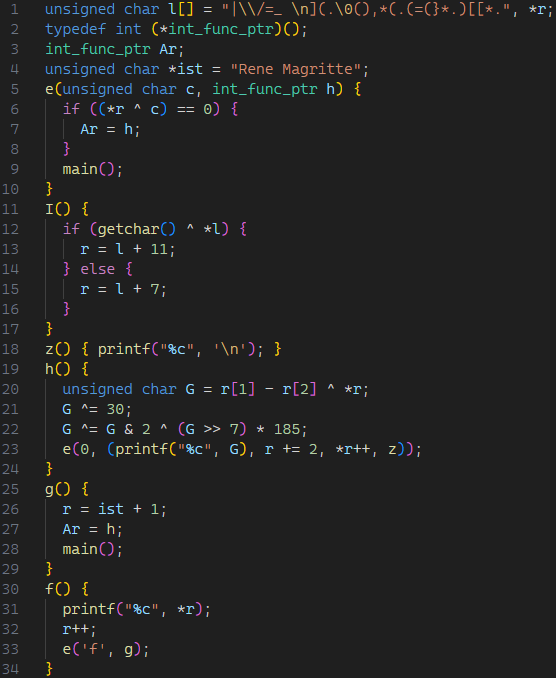 1 unsigned char l[] = "|\\/=_ \n](.\0(),*(.(=(}*.)[[*.", *r;
2 typedef int (*int_func_ptr)();
3 int_func_ptr Ar;
4 unsigned char *ist = "Rene Magritte";
5 e(unsigned char c, int_func_ptr h) {
6   if ((*r ^ c) == 0) {
7     Ar = h;
8   }
9   main();
10 }
11 I() {
12   if (getchar() ^ *l) {
13     r = l + 11;
14   } else {
15     r = l + 7;
16   }
17 }
18 z() { printf("%c", '\n'); }
19 h() {
20   unsigned char G = r[1] - r[2] ^ *r;
21   G ^= 30;
22   G ^= G & 2 ^ (G >> 7) * 185;
23   e(0, (printf("%c", G), r += 2, *r++, z));
24 }
25 g() {
26   r = ist + 1;
27   Ar = h;
28   main();
29 }
30 f() {
31   printf("%c", *r);
32   r++;
33   e('f', g);
34 }